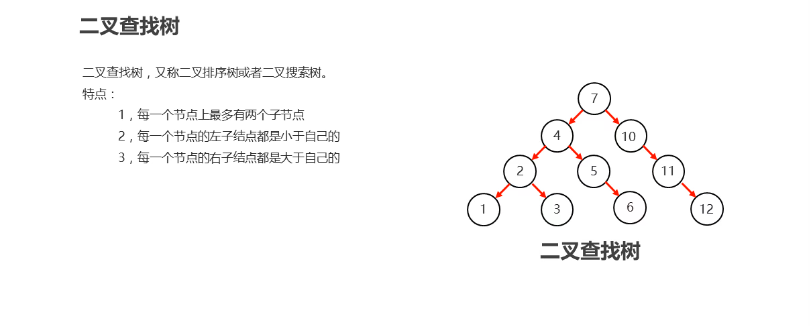 二叉查找树
二叉查找树，又称二叉排序树或者二叉搜索树。
特点：
1，每一个节点上最多有两个子节点
2，每一个节点的左子结点都是小于自己的
3，每一个节点的右子结点都是大于自己的
7
4 10
2 5 11
1 3 6 12
二叉查找树